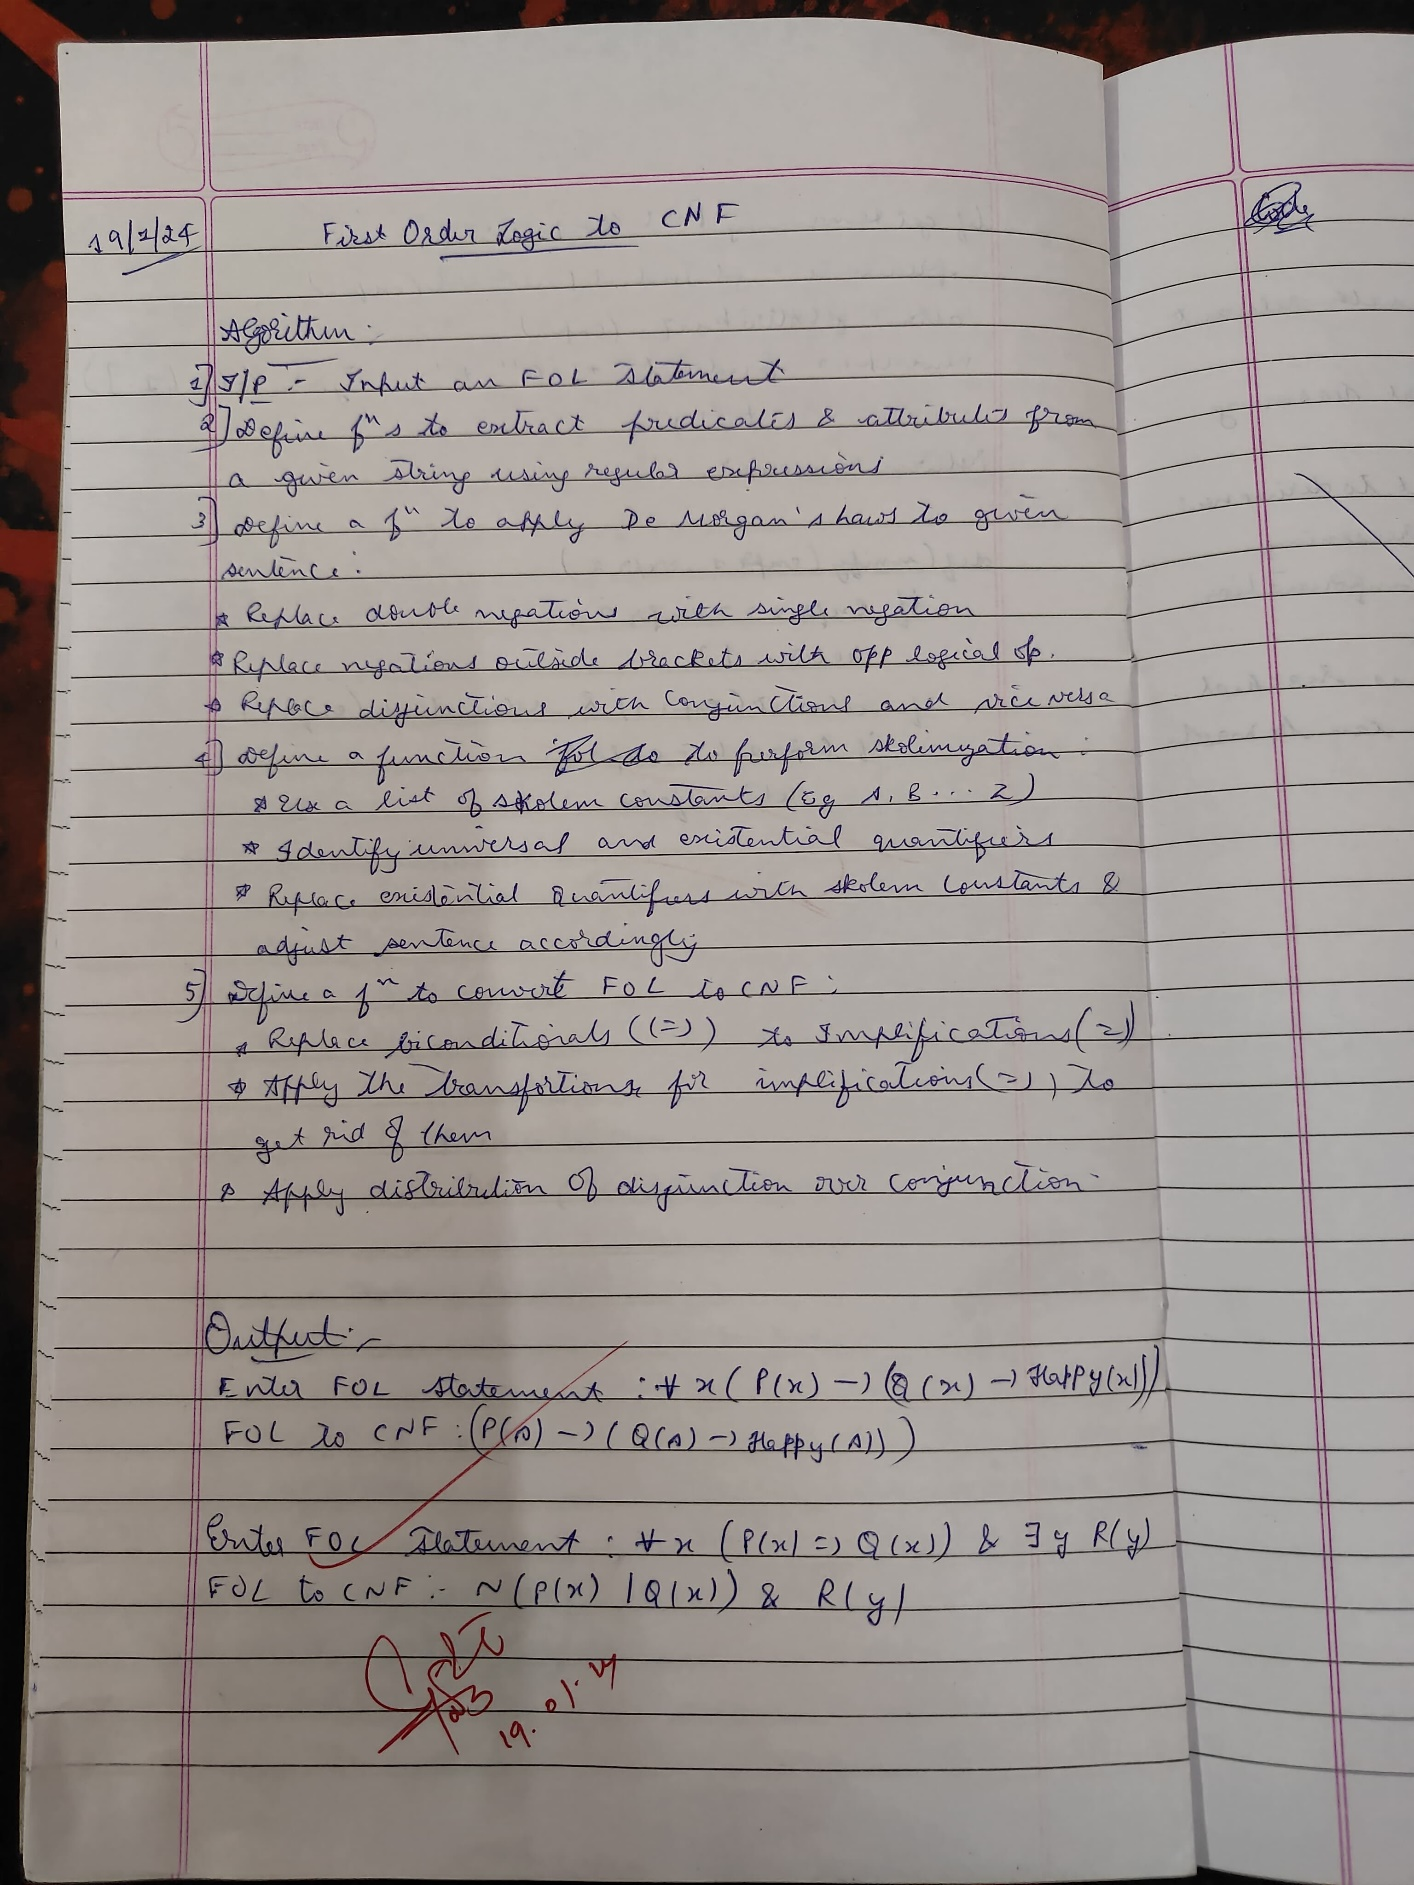 19/1/24
First Order Logic to CNF
Algorithm:
1] I/P :- Input an FOL statement
2] Define fⁿs to extract predicates & attributes from
a given string using regular expressions
3] Define a fⁿ to apply De Morgan's haws to given
sentence:
* Replace double negations with single negation
* Replace negations outside brackets with opp logical op.
* Replace disjunctions with conjunctions and vice versa
4] Define a function to perform skolimyation:
* Use a list of skolem constants (Eg A, B ... Z)
* Identify universal and existential quantifiers
* Replace existential Quantifiers with skolem constants &
adjust sentence accordingly
5] Define a fⁿ to convert FOL to CNF:
* Replace biconditionals ((=)) to Implifications(=))
* Apply the transfortions for implifications(=)) to
get rid of them
* Apply distribution of disjunction over conjunction.
Output:-
Enter FOL statement : ∀ x ( P(x) -> (Q(x) -> Happy(x)))
FOL to CNF : (P(A) -> (Q(A) -> Happy(A)))
Enter FOL Statement : ∀ x (P(x) => Q(x)) & ∃y R(y)
FOL to CNF :- N(P(x) | Q(x)) & R(y)
19.01.24